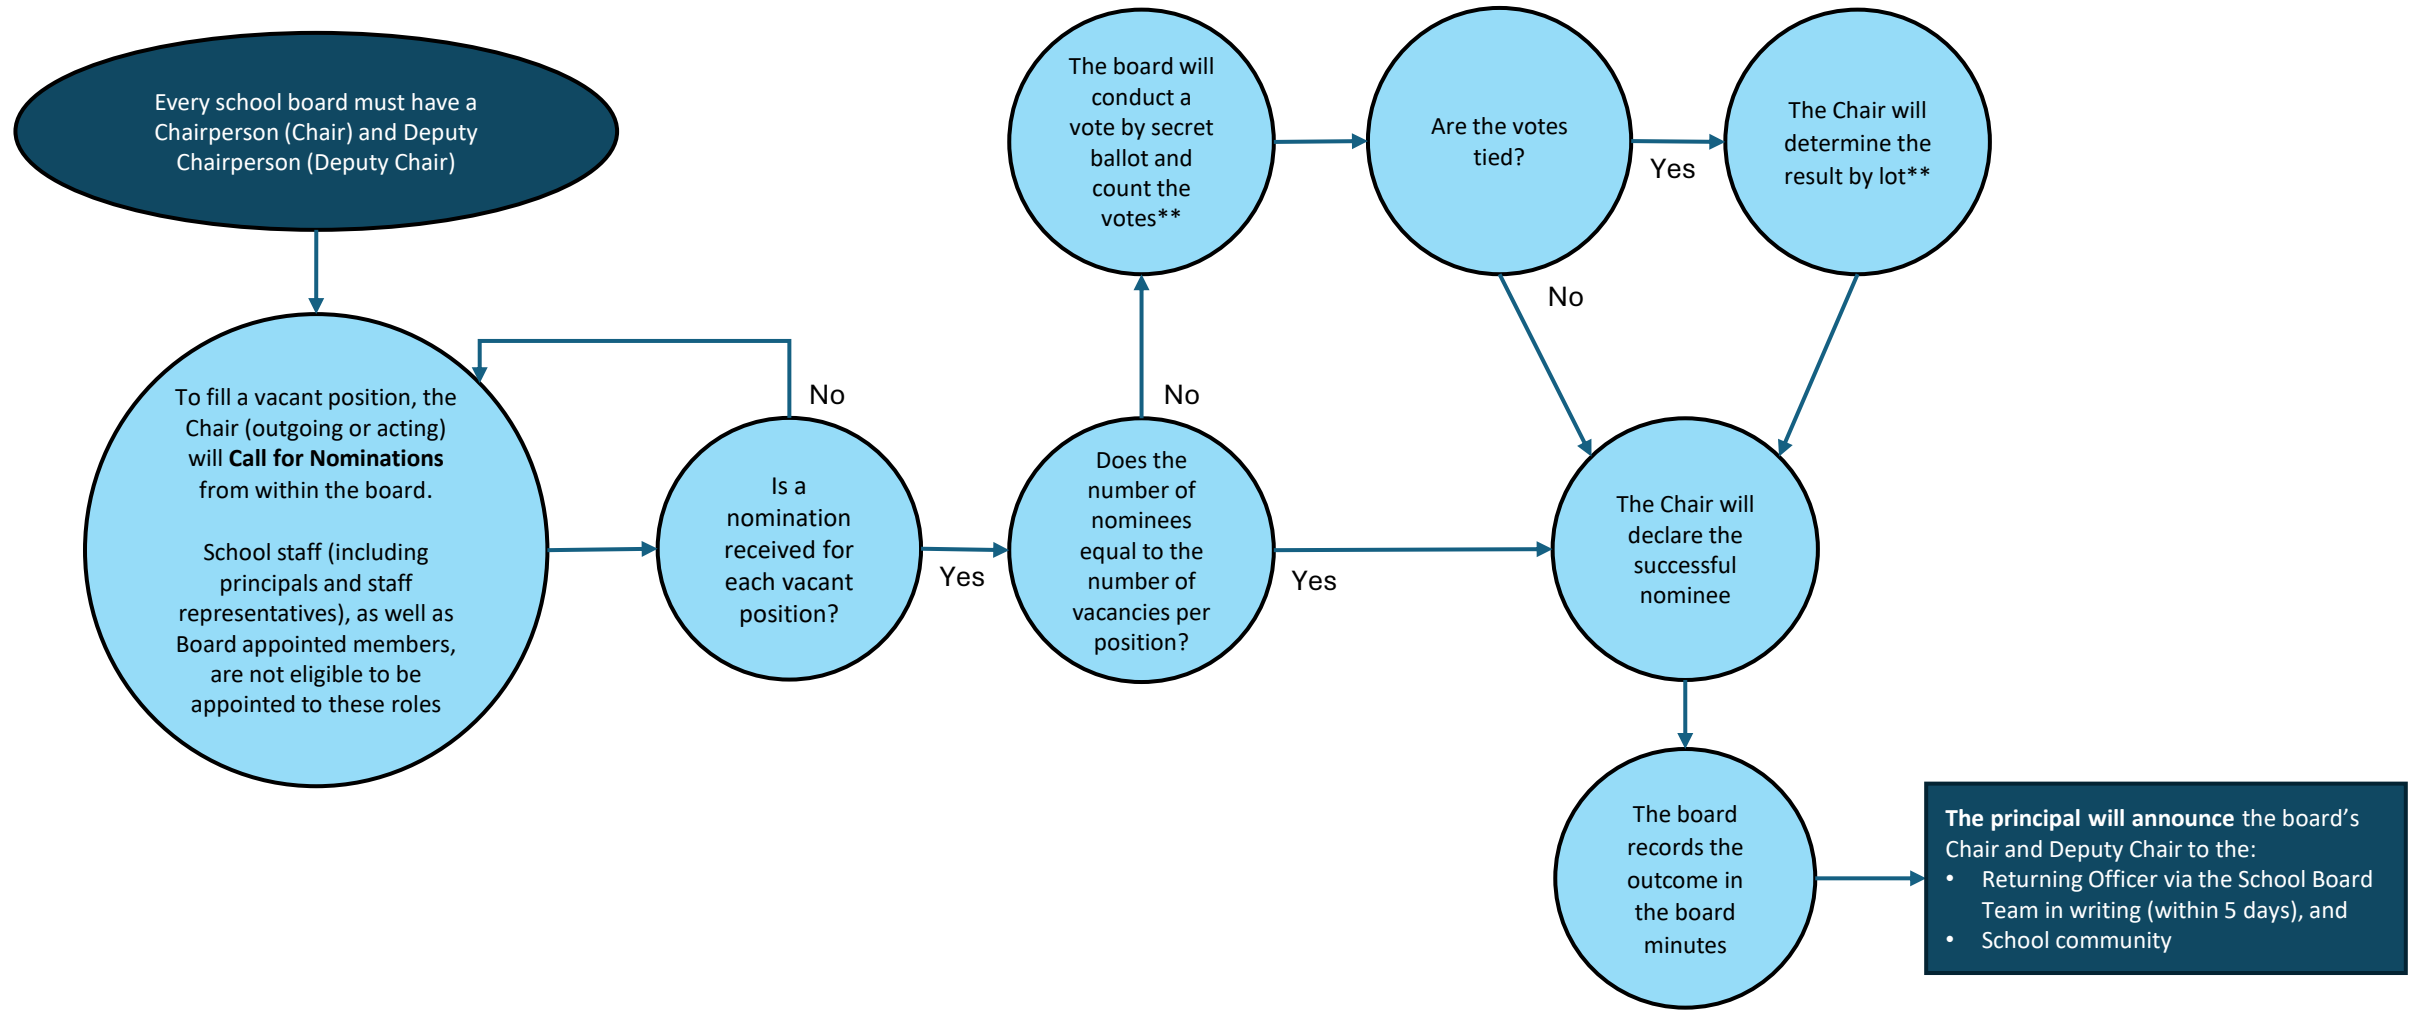 Every school board must have a
Chairperson (Chair) and Deputy
Chairperson (Deputy Chair)
To fill a vacant position, the
Chair (outgoing or acting)
will Call for Nominations
from within the board.
School staff (including
principals and staff
representatives), as well as
Board appointed members,
are not eligible to be
appointed to these roles
No
Is a
nomination
received for
each vacant
position?
Yes
Does the
number of
nominees
equal to the
number of
vacancies per
position?
No
Yes
The board will
conduct a
vote by secret
ballot and
count the
votes**
Are the votes
tied?
Yes
No
The Chair will
determine the
result by lot**
The Chair will
declare the
successful
nominee
The board
records the
outcome in
the board
minutes
The principal will announce the board’s
Chair and Deputy Chair to the:
• Returning Officer via the School Board
Team in writing (within 5 days), and
• School community